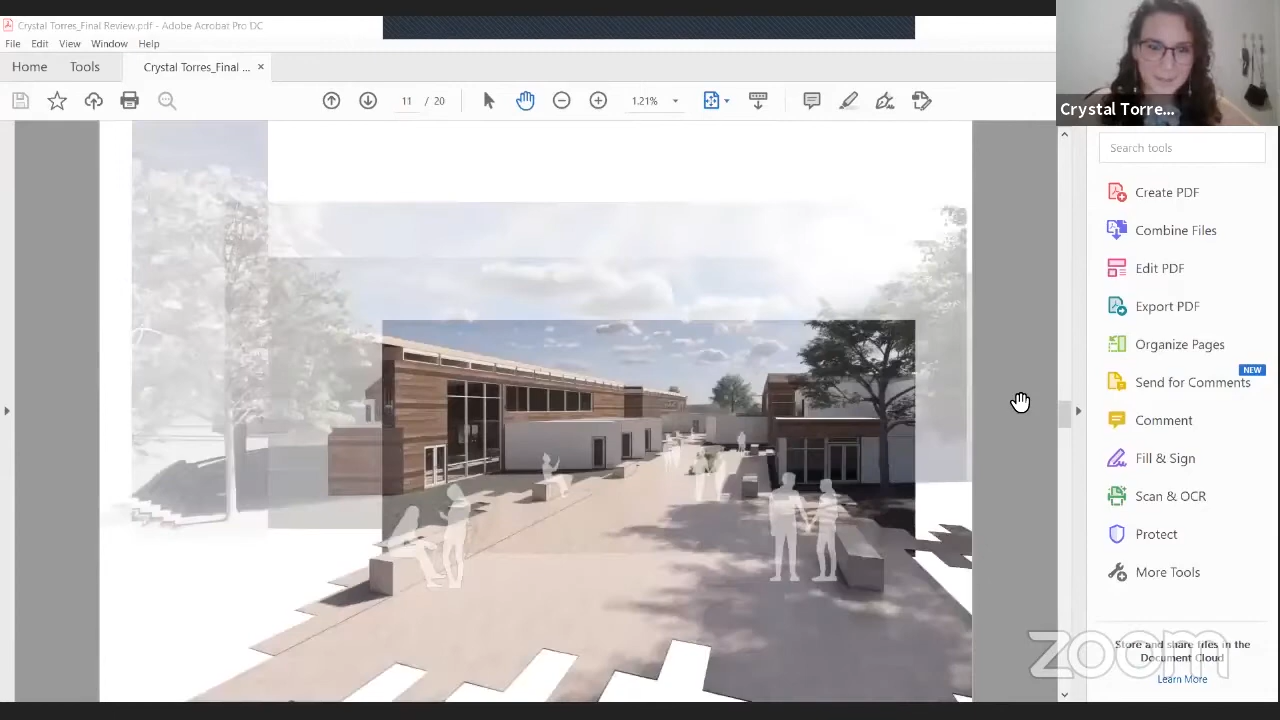 Crystal Torres_Final Review.pdf - Adobe Acrobat Pro DC
File Edit View Window Help
Home Tools Crystal Torres_Final ... ×
11 / 20 1.21%
Crystal Torre...
Search tools
Create PDF
Combine Files
Edit PDF
Export PDF
Organize Pages
NEW
Send for Comments
Comment
Fill & Sign
Scan & OCR
Protect
More Tools
Store and share files in the
Document Cloud
Learn More
zoom